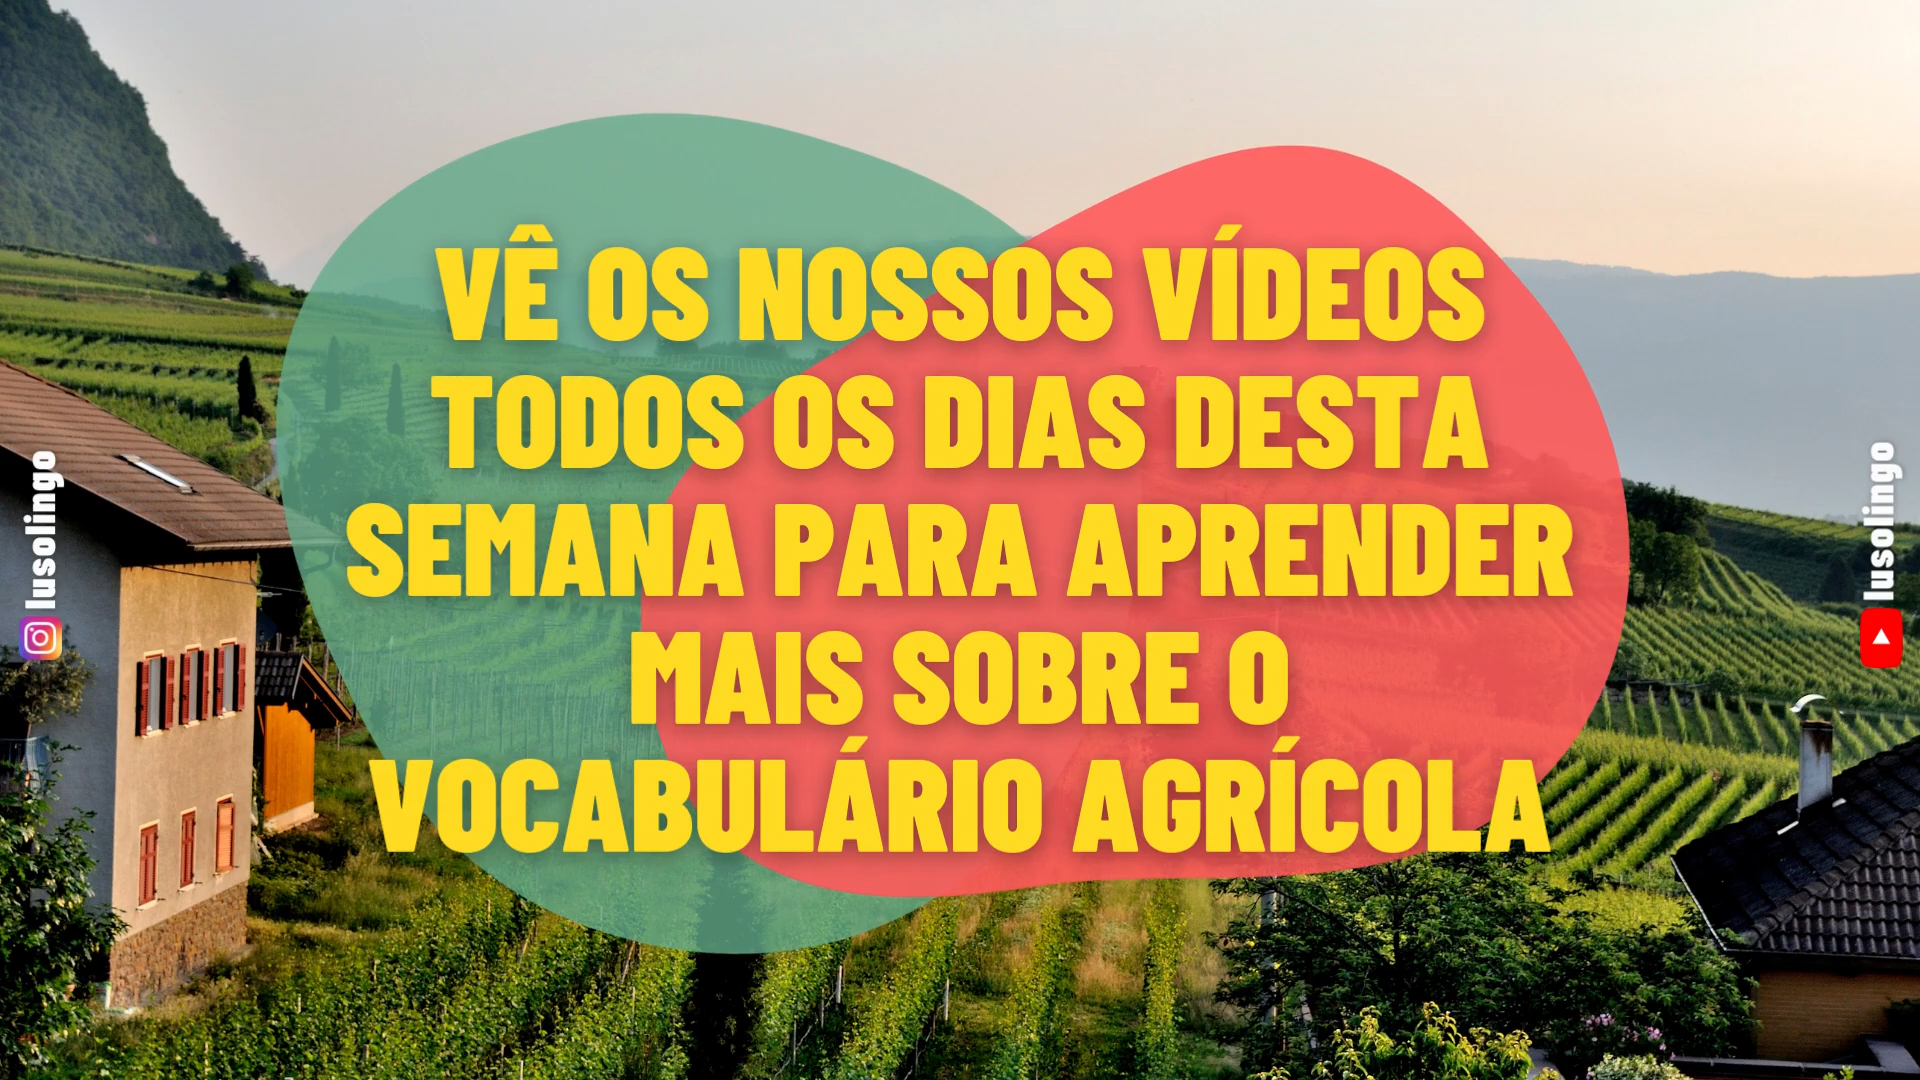 VÊ OS NOSSOS VÍDEOS
TODOS OS DIAS DESTA
SEMANA PARA APRENDER
MAIS SOBRE O
VOCABULÁRIO AGRÍCOLA
lusolingo
lusolingo